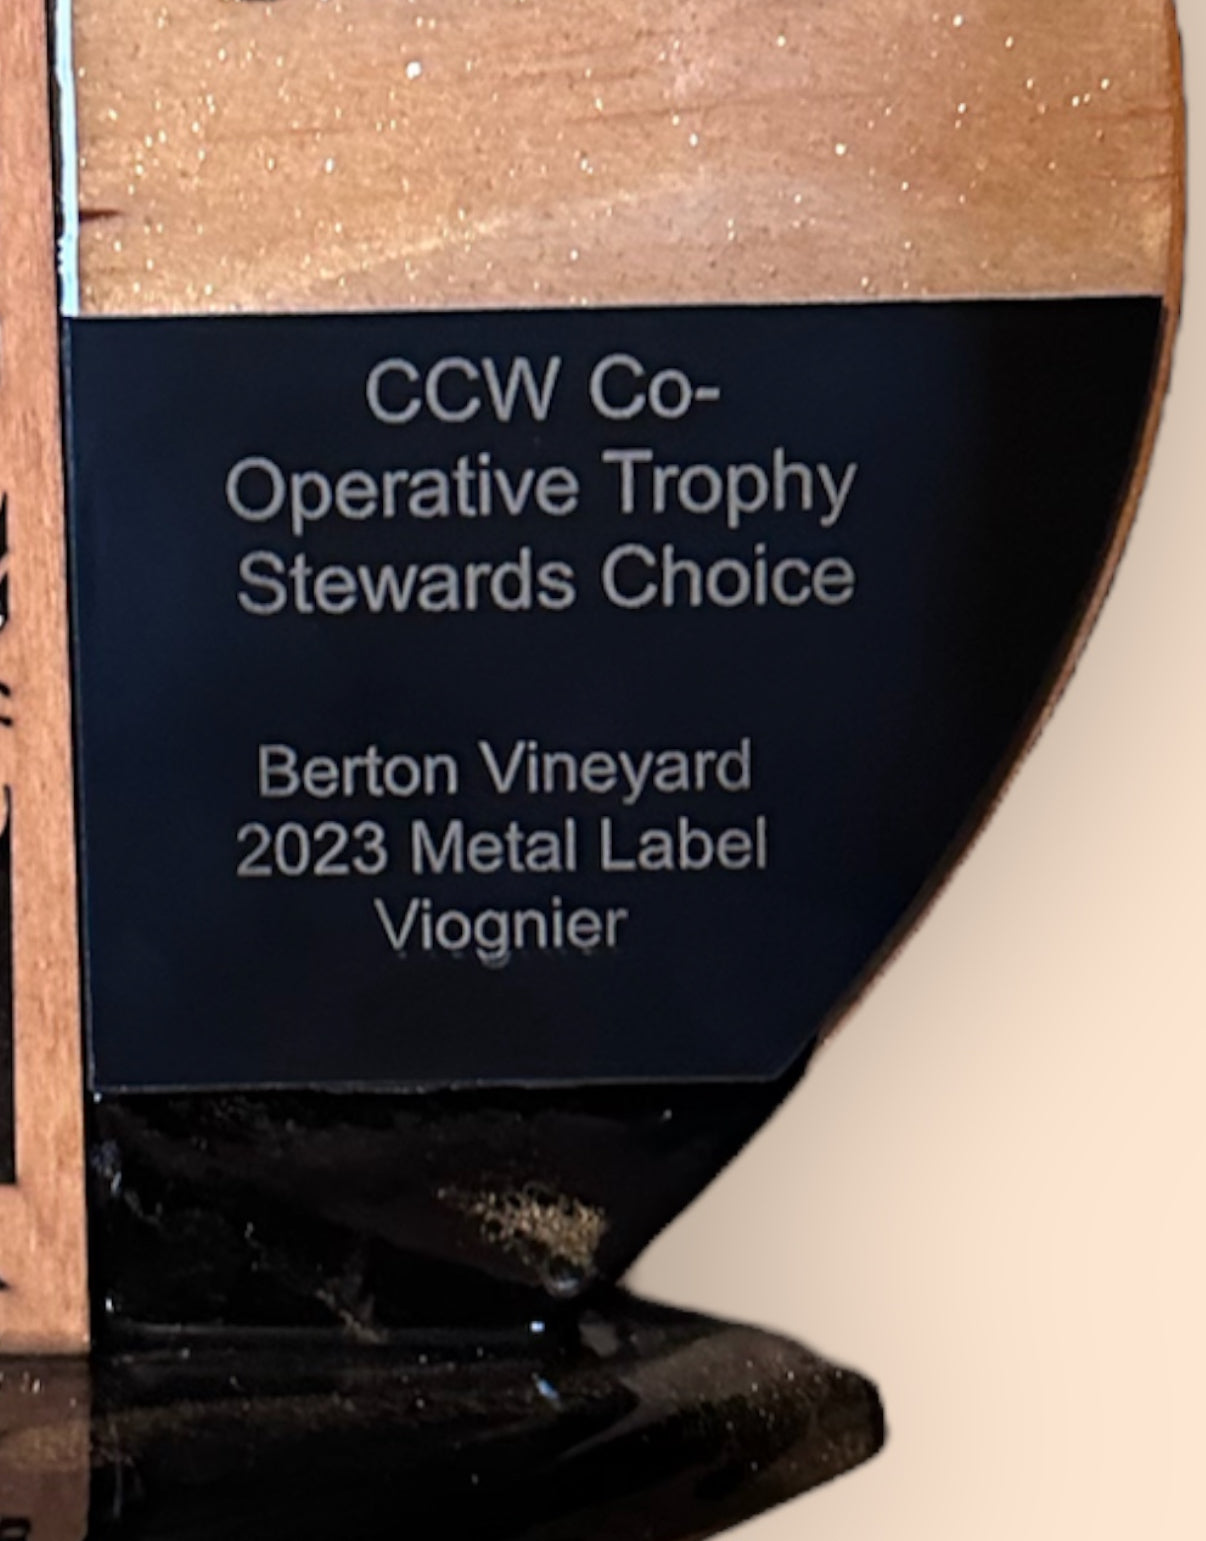 CCW Co-
Operative Trophy
Stewards Choice
Berton Vineyard
2023 Metal Label
Viognier